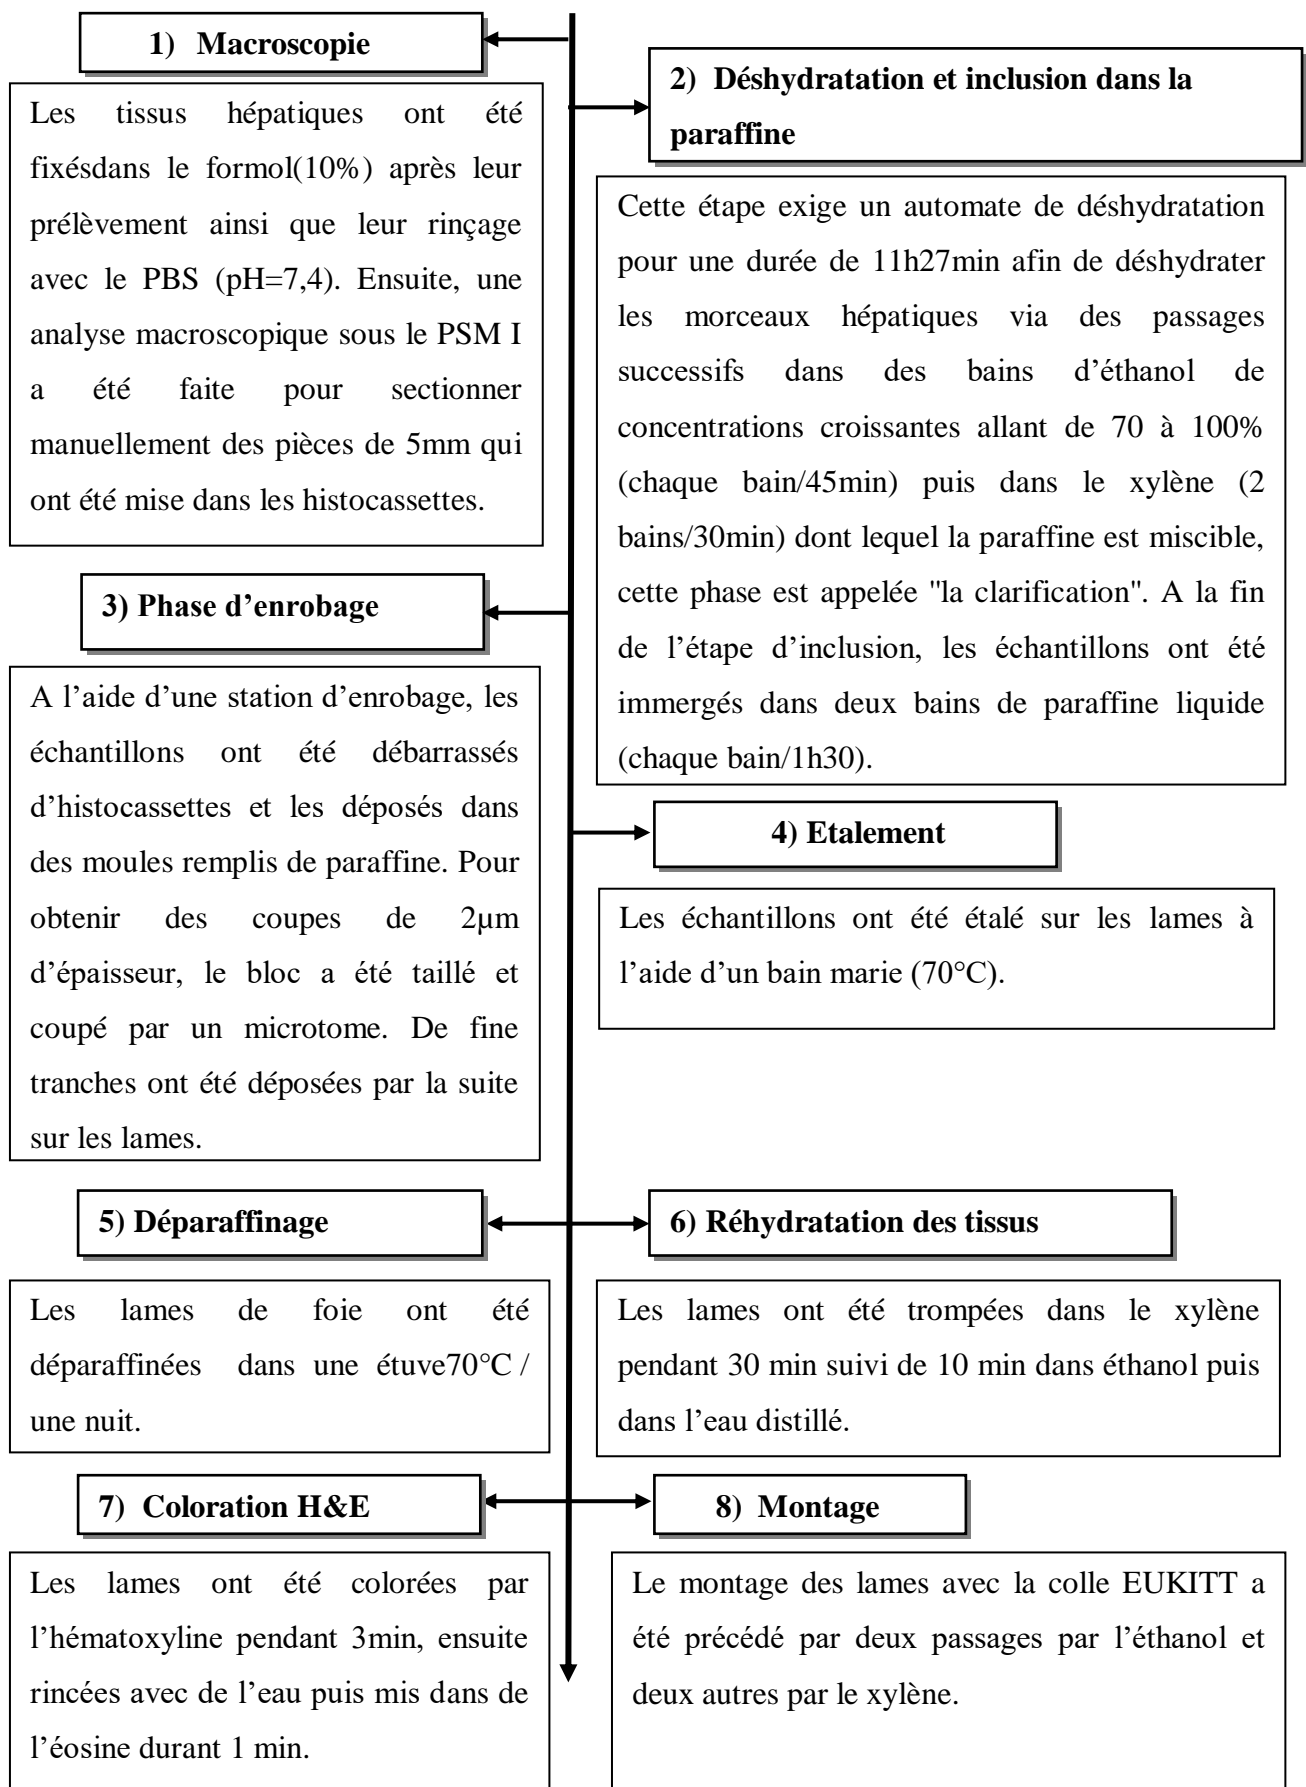 1) Macroscopie
Les tissus hépatiques ont été
fixésdans le formol(10%) après leur
prélèvement ainsi que leur rinçage
avec le PBS (pH=7,4). Ensuite, une
analyse macroscopique sous le PSM I
a été faite pour sectionner
manuellement des pièces de 5mm qui
ont été mise dans les histocassettes.
2) Déshydratation et inclusion dans la
paraffine
Cette étape exige un automate de déshydratation
pour une durée de 11h27min afin de déshydrater
les morceaux hépatiques via des passages
successifs dans des bains d’éthanol de
concentrations croissantes allant de 70 à 100%
(chaque bain/45min) puis dans le xylène (2
bains/30min) dont lequel la paraffine est miscible,
cette phase est appelée "la clarification". A la fin
de l’étape d’inclusion, les échantillons ont été
immergés dans deux bains de paraffine liquide
(chaque bain/1h30).
3) Phase d’enrobage
A l’aide d’une station d’enrobage, les
échantillons ont été débarrassés
d’histocassettes et les déposés dans
des moules remplis de paraffine. Pour
obtenir des coupes de 2µm
d’épaisseur, le bloc a été taillé et
coupé par un microtome. De fine
tranches ont été déposées par la suite
sur les lames.
4) Etalement
Les échantillons ont été étalé sur les lames à
l’aide d’un bain marie (70°C).
5) Déparaffinage
Les lames de foie ont été
déparaffinées dans une étuve70°C /
une nuit.
6) Réhydratation des tissus
Les lames ont été trompées dans le xylène
pendant 30 min suivi de 10 min dans éthanol puis
dans l’eau distillé.
7) Coloration H&E
Les lames ont été colorées par
l’hématoxyline pendant 3min, ensuite
rincées avec de l’eau puis mis dans de
l’éosine durant 1 min.
8) Montage
Le montage des lames avec la colle EUKITT a
été précédé par deux passages par l’éthanol et
deux autres par le xylène.